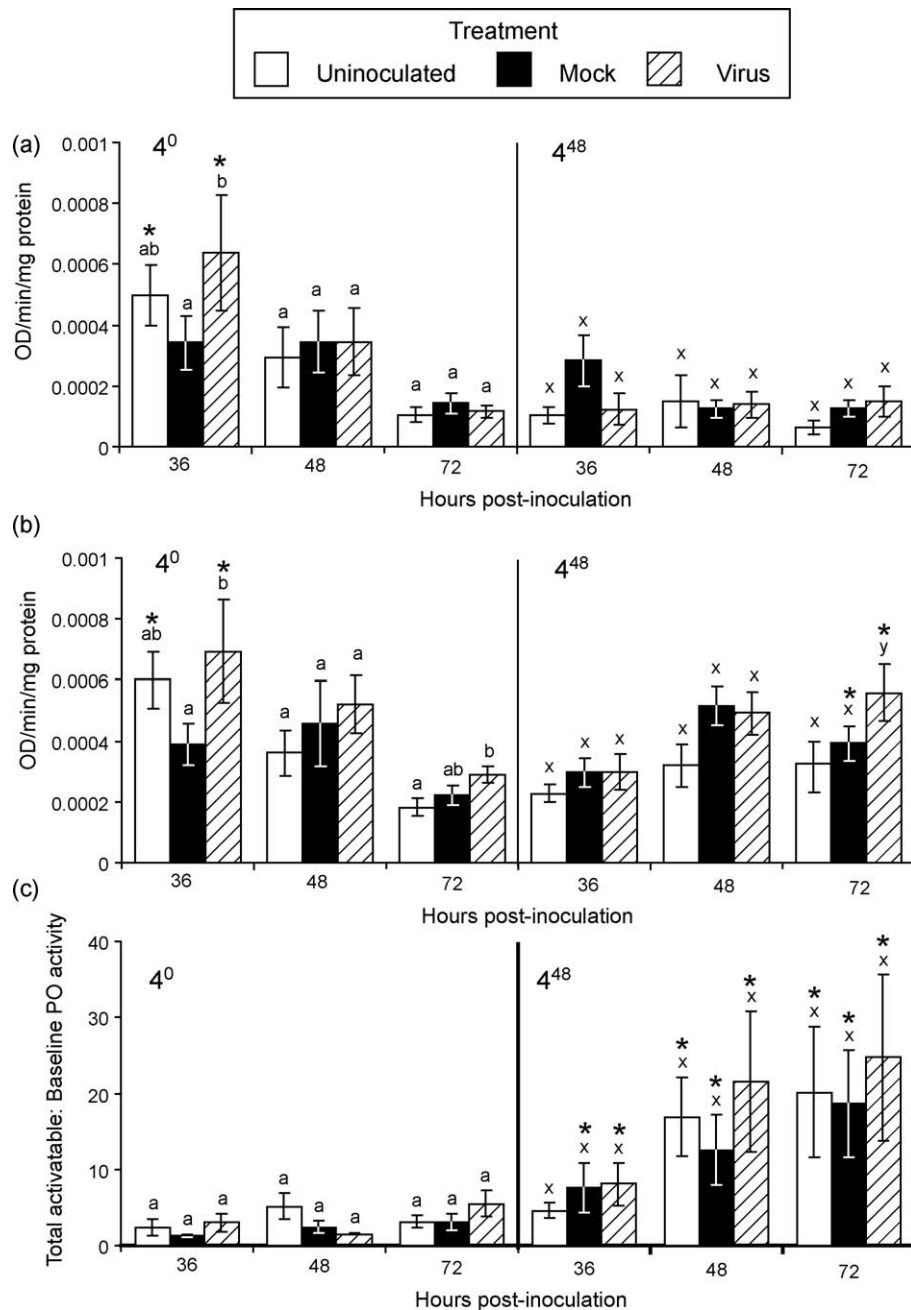 Treatment
Uninoculated Mock Virus
(a)
OD/min/mg protein
0.001
0.0008
0.0006
0.0004
0.0002
0
4⁰ 4⁴⁸
* *
ab a b a a a a a a x x x x x x x x x
36 48 72 36 48 72
Hours post-inoculation
(b)
OD/min/mg protein
0.001
0.0008
0.0006
0.0004
0.0002
0
4⁰ 4⁴⁸
* * * *
ab a b a a a a ab b x x x x x x x x y
36 48 72 36 48 72
Hours post-inoculation
(c)
Total activatable: Baseline PO activity
40
30
20
10
0
4⁰ 4⁴⁸
* * * * * * * *
a a a a a a a a a x x x x x x x x x
36 48 72 36 48 72
Hours post-inoculation